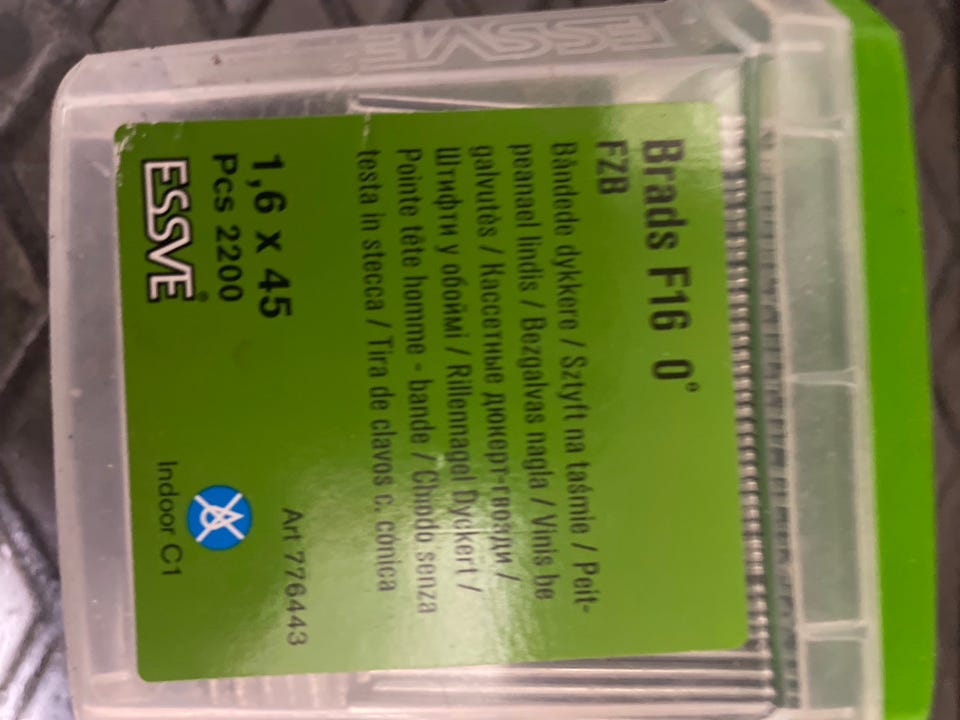 ESSVE
Brads F16 0°
FZB
Båndede dykkere / Sztyft na taśmie / Peit-
peanael lindis / Bezgalvas nagla / Vinis be
galvutės / Кассетные дюкерт-гвозди /
Штифти у обоймі / Rillennagel Dyckert /
Pointe tête homme - bande / Chiodo senza
testa in stecca / Tira de clavos c. cónica
Art 776443
1,6 x 45
Pcs 2200
ESSVE®
Indoor C1